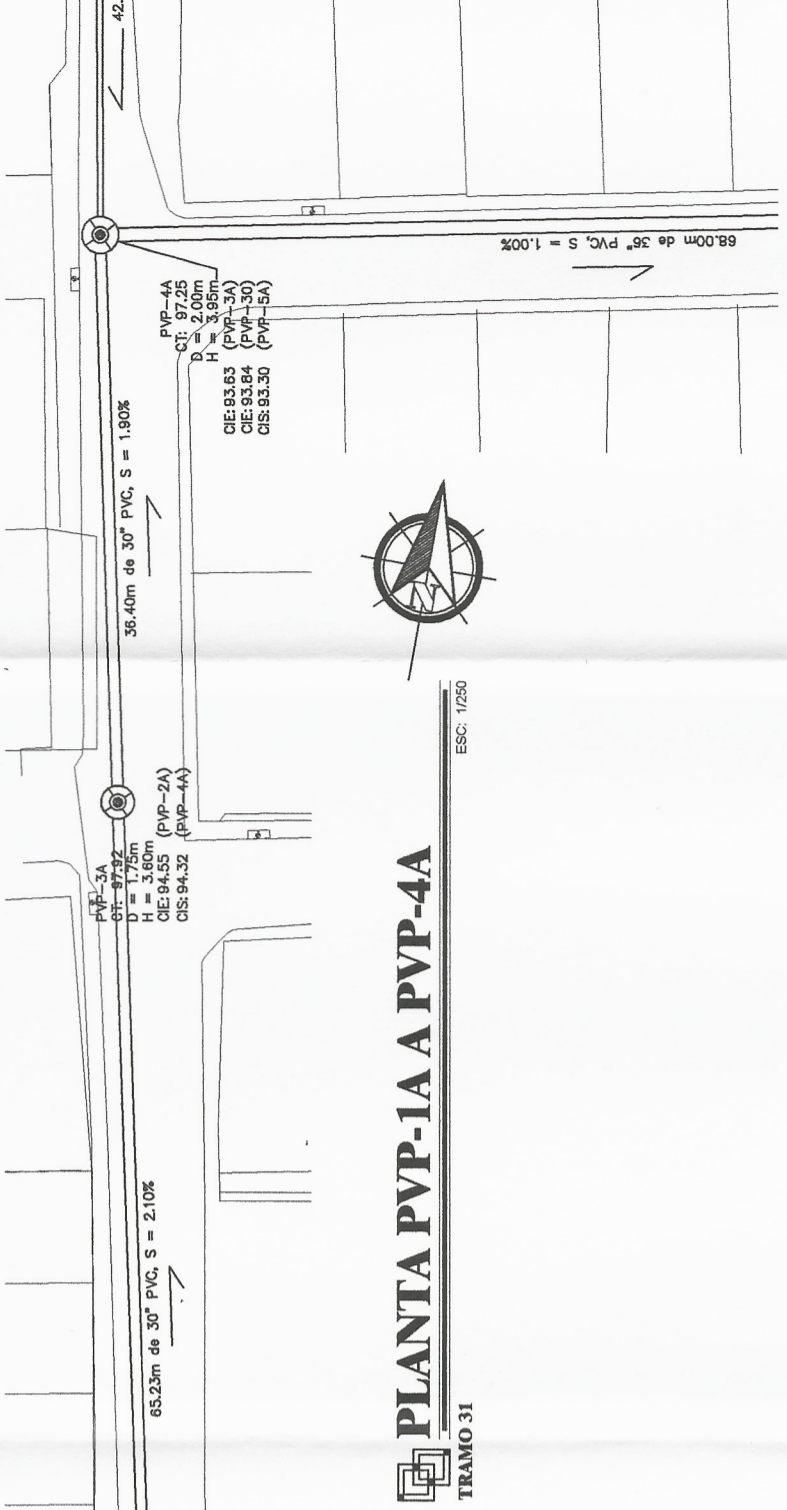 42.
PVP-4A
CT: 97.25
D = 2.00m
H = 3.95m
CIE: 93.63 (PVP-3A)
CIE: 93.84 (PVP-30)
CIS: 93.30 (PVP-5A)
68.00m de 36" PVC, S = 1.00%
36.40m de 30" PVC, S = 1.90%
PVP-3A
CT: 97.92
D = 1.75m
H = 3.60m
CIE: 94.55 (PVP-2A)
CIS: 94.32 (PVP-4A)
65.23m de 30" PVC, S = 2.10%
N
PLANTA PVP-1A A PVP-4A
ESC: 1/250
TRAMO 31